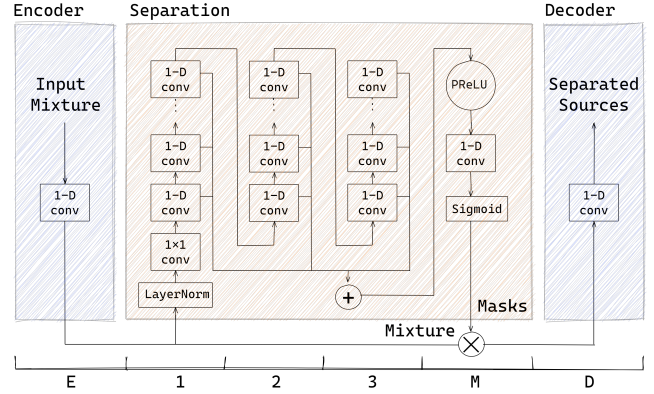 Encoder
Separation
Decoder
Input
Mixture
1-D
conv
1-D
conv
1-D
conv
1-D
conv
1×1
conv
LayerNorm
1-D
conv
1-D
conv
1-D
conv
1-D
conv
1-D
conv
1-D
conv
+
PReLU
1-D
conv
Sigmoid
Masks
Mixture
×
Separated
Sources
1-D
conv
E
1
2
3
M
D